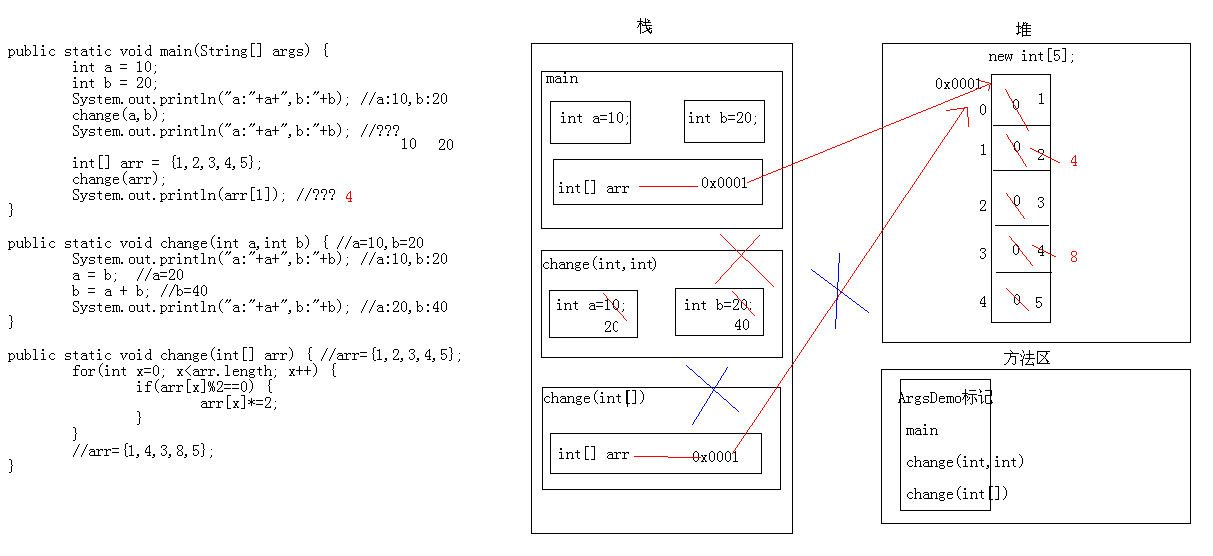 public static void main(String[] args) {
int a = 10;
int b = 20;
System.out.println("a:"+a+",b:"+b); //a:10,b:20
change(a,b);
System.out.println("a:"+a+",b:"+b); //???
10 20
int[] arr = {1,2,3,4,5};
change(arr);
System.out.println(arr[1]); //??? 4
}
public static void change(int a,int b) { //a=10,b=20
System.out.println("a:"+a+",b:"+b); //a:10,b:20
a = b; //a=20
b = a + b; //b=40
System.out.println("a:"+a+",b:"+b); //a:20,b:40
}
public static void change(int[] arr) { //arr={1,2,3,4,5};
for(int x=0; x<arr.length; x++) {
if(arr[x]%2==0) {
arr[x]*=2;
}
}
//arr={1,4,3,8,5};
}
栈
main
int a=10; int b=20;
int[] arr 0x0001
change(int,int)
int a=10; int b=20;
20 40
change(int[])
int[] arr 0x0001
堆
new int[5];
0x0001
0 0 1
1 0 2 4
2 0 3
3 0 4 8
4 0 5
方法区
ArgsDemo标记
main
change(int,int)
change(int[])